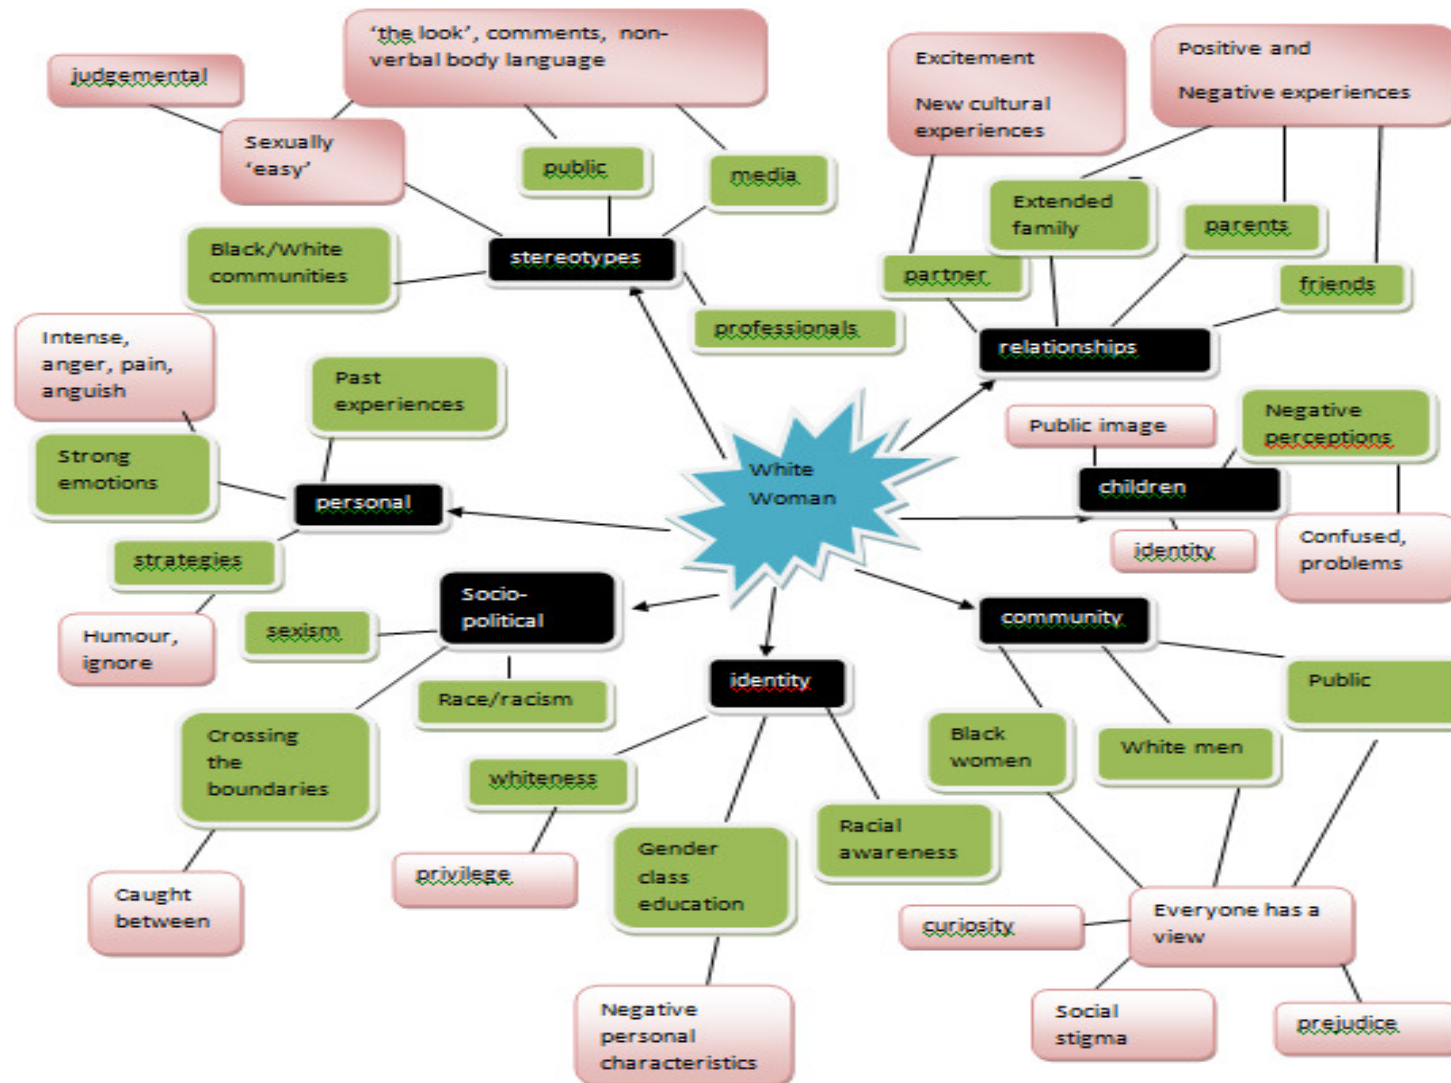 ‘the look’, comments, non-
verbal body language
judgemental
Sexually
‘easy’
public
media
Black/White
communities
stereotypes
professionals
Excitement
New cultural
experiences
Positive and
Negative experiences
Extended
family
parents
partner
friends
relationships
Intense,
anger, pain,
anguish
Past
experiences
Strong
emotions
personal
strategies
Humour,
ignore
White
Woman
Public image
Negative
perceptions
children
identity
Confused,
problems
Socio-
political
sexism
Race/racism
Crossing
the
boundaries
Caught
between
identity
whiteness
privilege
Gender
class
education
Racial
awareness
Negative
personal
characteristics
community
Public
Black
women
White men
Everyone has a
view
curiosity
Social
stigma
prejudice